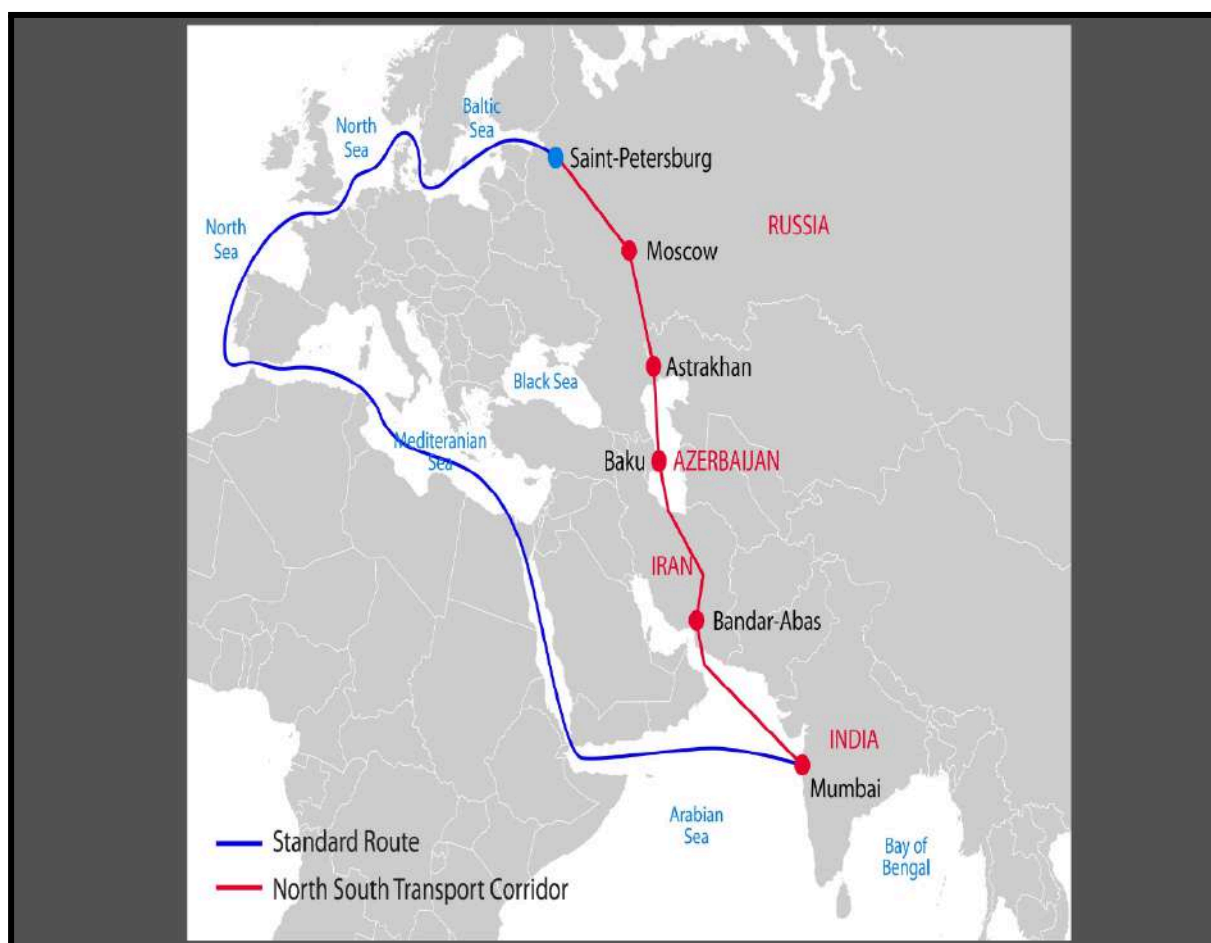 Baltic
Sea
North
Sea
Saint-Petersburg
North
Sea
RUSSIA
Moscow
Astrakhan
Black Sea
Mediteranian
Sea
Baku
AZERBAIJAN
IRAN
Bandar-Abas
INDIA
Mumbai
Arabian
Sea
Bay of
Bengal
Standard Route
North South Transport Corridor